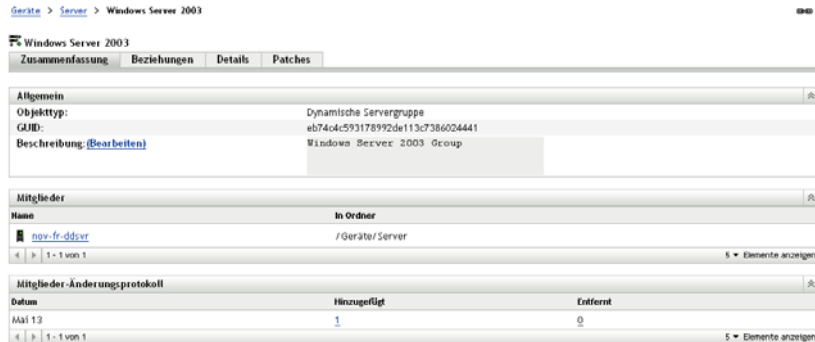 Geräte > Server > Windows Server 2003
Windows Server 2003
Zusammenfassung Beziehungen Details Patches
Allgemein
Objekttyp: Dynamische Servergruppe
GUID: eb74c4c593178992de113c7386024441
Beschreibung:(Bearbeiten) Windows Server 2003 Group
Mitglieder
Name In Ordner
nov-fr-ddsvr /Geräte/Server
1 - 1 von 1 5 Elemente anzeigen
Mitglieder-Änderungsprotokoll
Datum Hinzugefügt Entfernt
Mai 13 1 0
1 - 1 von 1 5 Elemente anzeigen